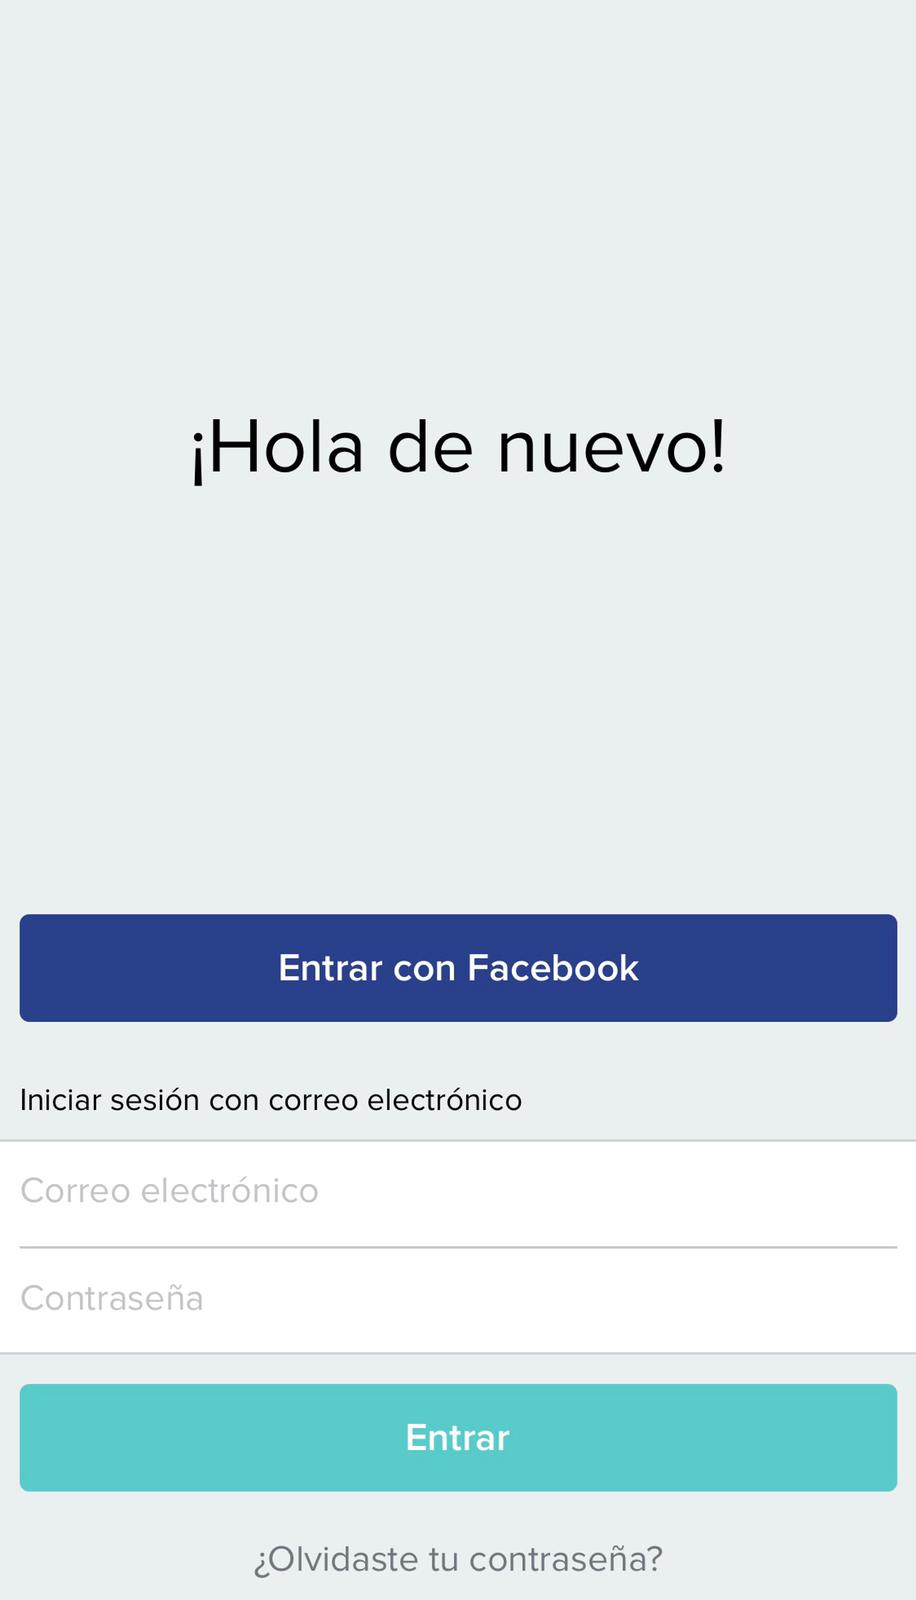 ¡Hola de nuevo!
Entrar con Facebook
Iniciar sesión con correo electrónico
Correo electrónico
Contraseña
Entrar
¿Olvidaste tu contraseña?